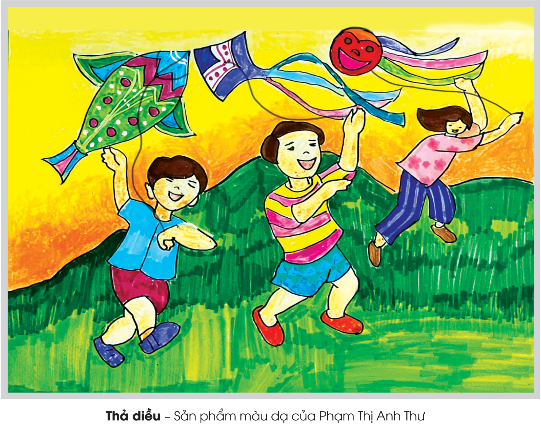 Thả diều – Sản phẩm màu dạ của Phạm Thị Anh Thư